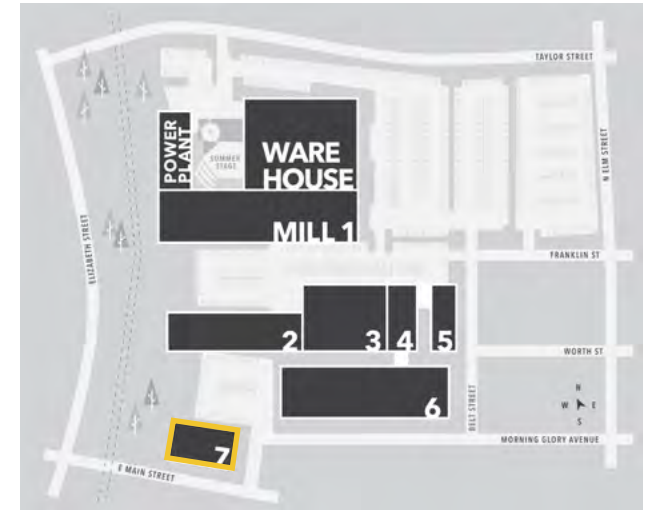 TAYLOR STREET
N ELM STREET
POWER
PLANT
SUMMER
STAGE
WARE
HOUSE
MILL 1
ELIZABETH STREET
FRANKLIN ST
2
3
4
5
WORTH ST
6
BELT STREET
N
W E
S
MORNING GLORY AVENUE
7
E MAIN STREET